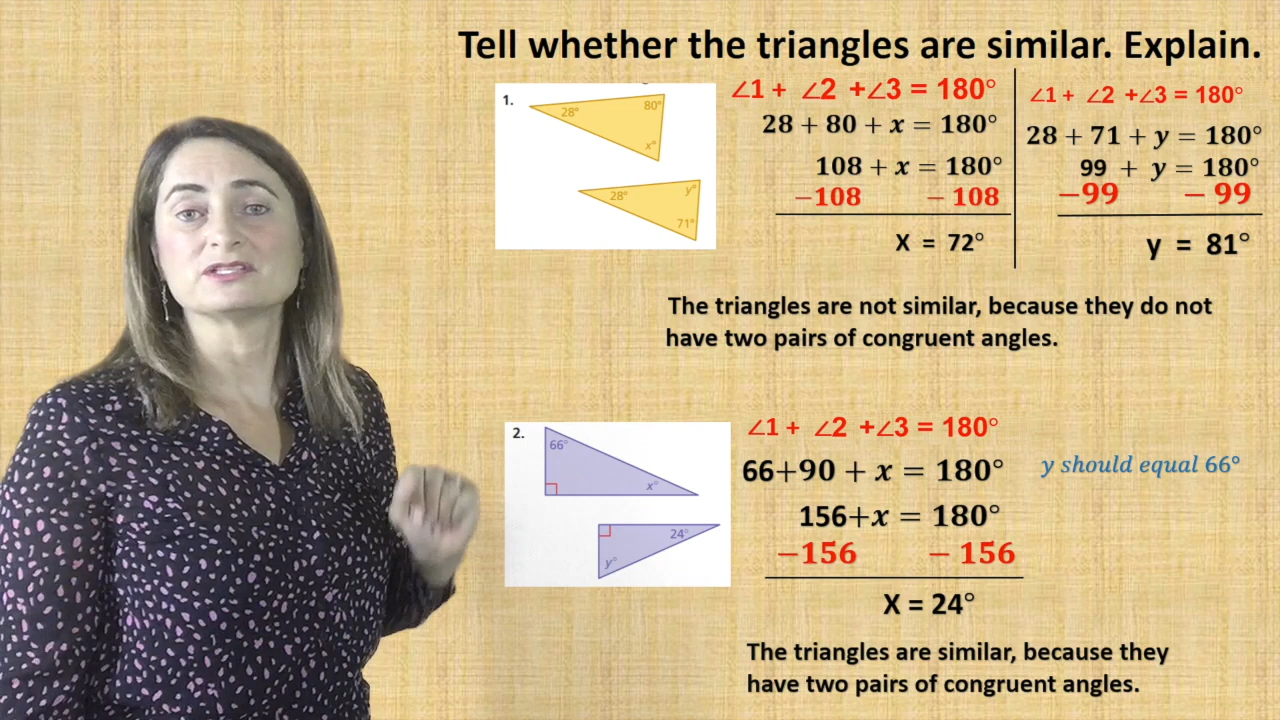 Tell whether the triangles are similar. Explain.
1.
28°
80°
x°
28°
y°
71°
∠1 + ∠2 +∠3 = 180°
28 + 80 + x = 180°
108 + x = 180°
−108 − 108
X = 72°
∠1 + ∠2 +∠3 = 180°
28 + 71 + y = 180°
99 + y = 180°
−99 − 99
y = 81°
The triangles are not similar, because they do not
have two pairs of congruent angles.
2.
66°
x°
24°
y°
∠1 + ∠2 +∠3 = 180°
66+90 + x = 180°
156+x = 180°
−156 − 156
X = 24°
y should equal 66°
The triangles are similar, because they
have two pairs of congruent angles.